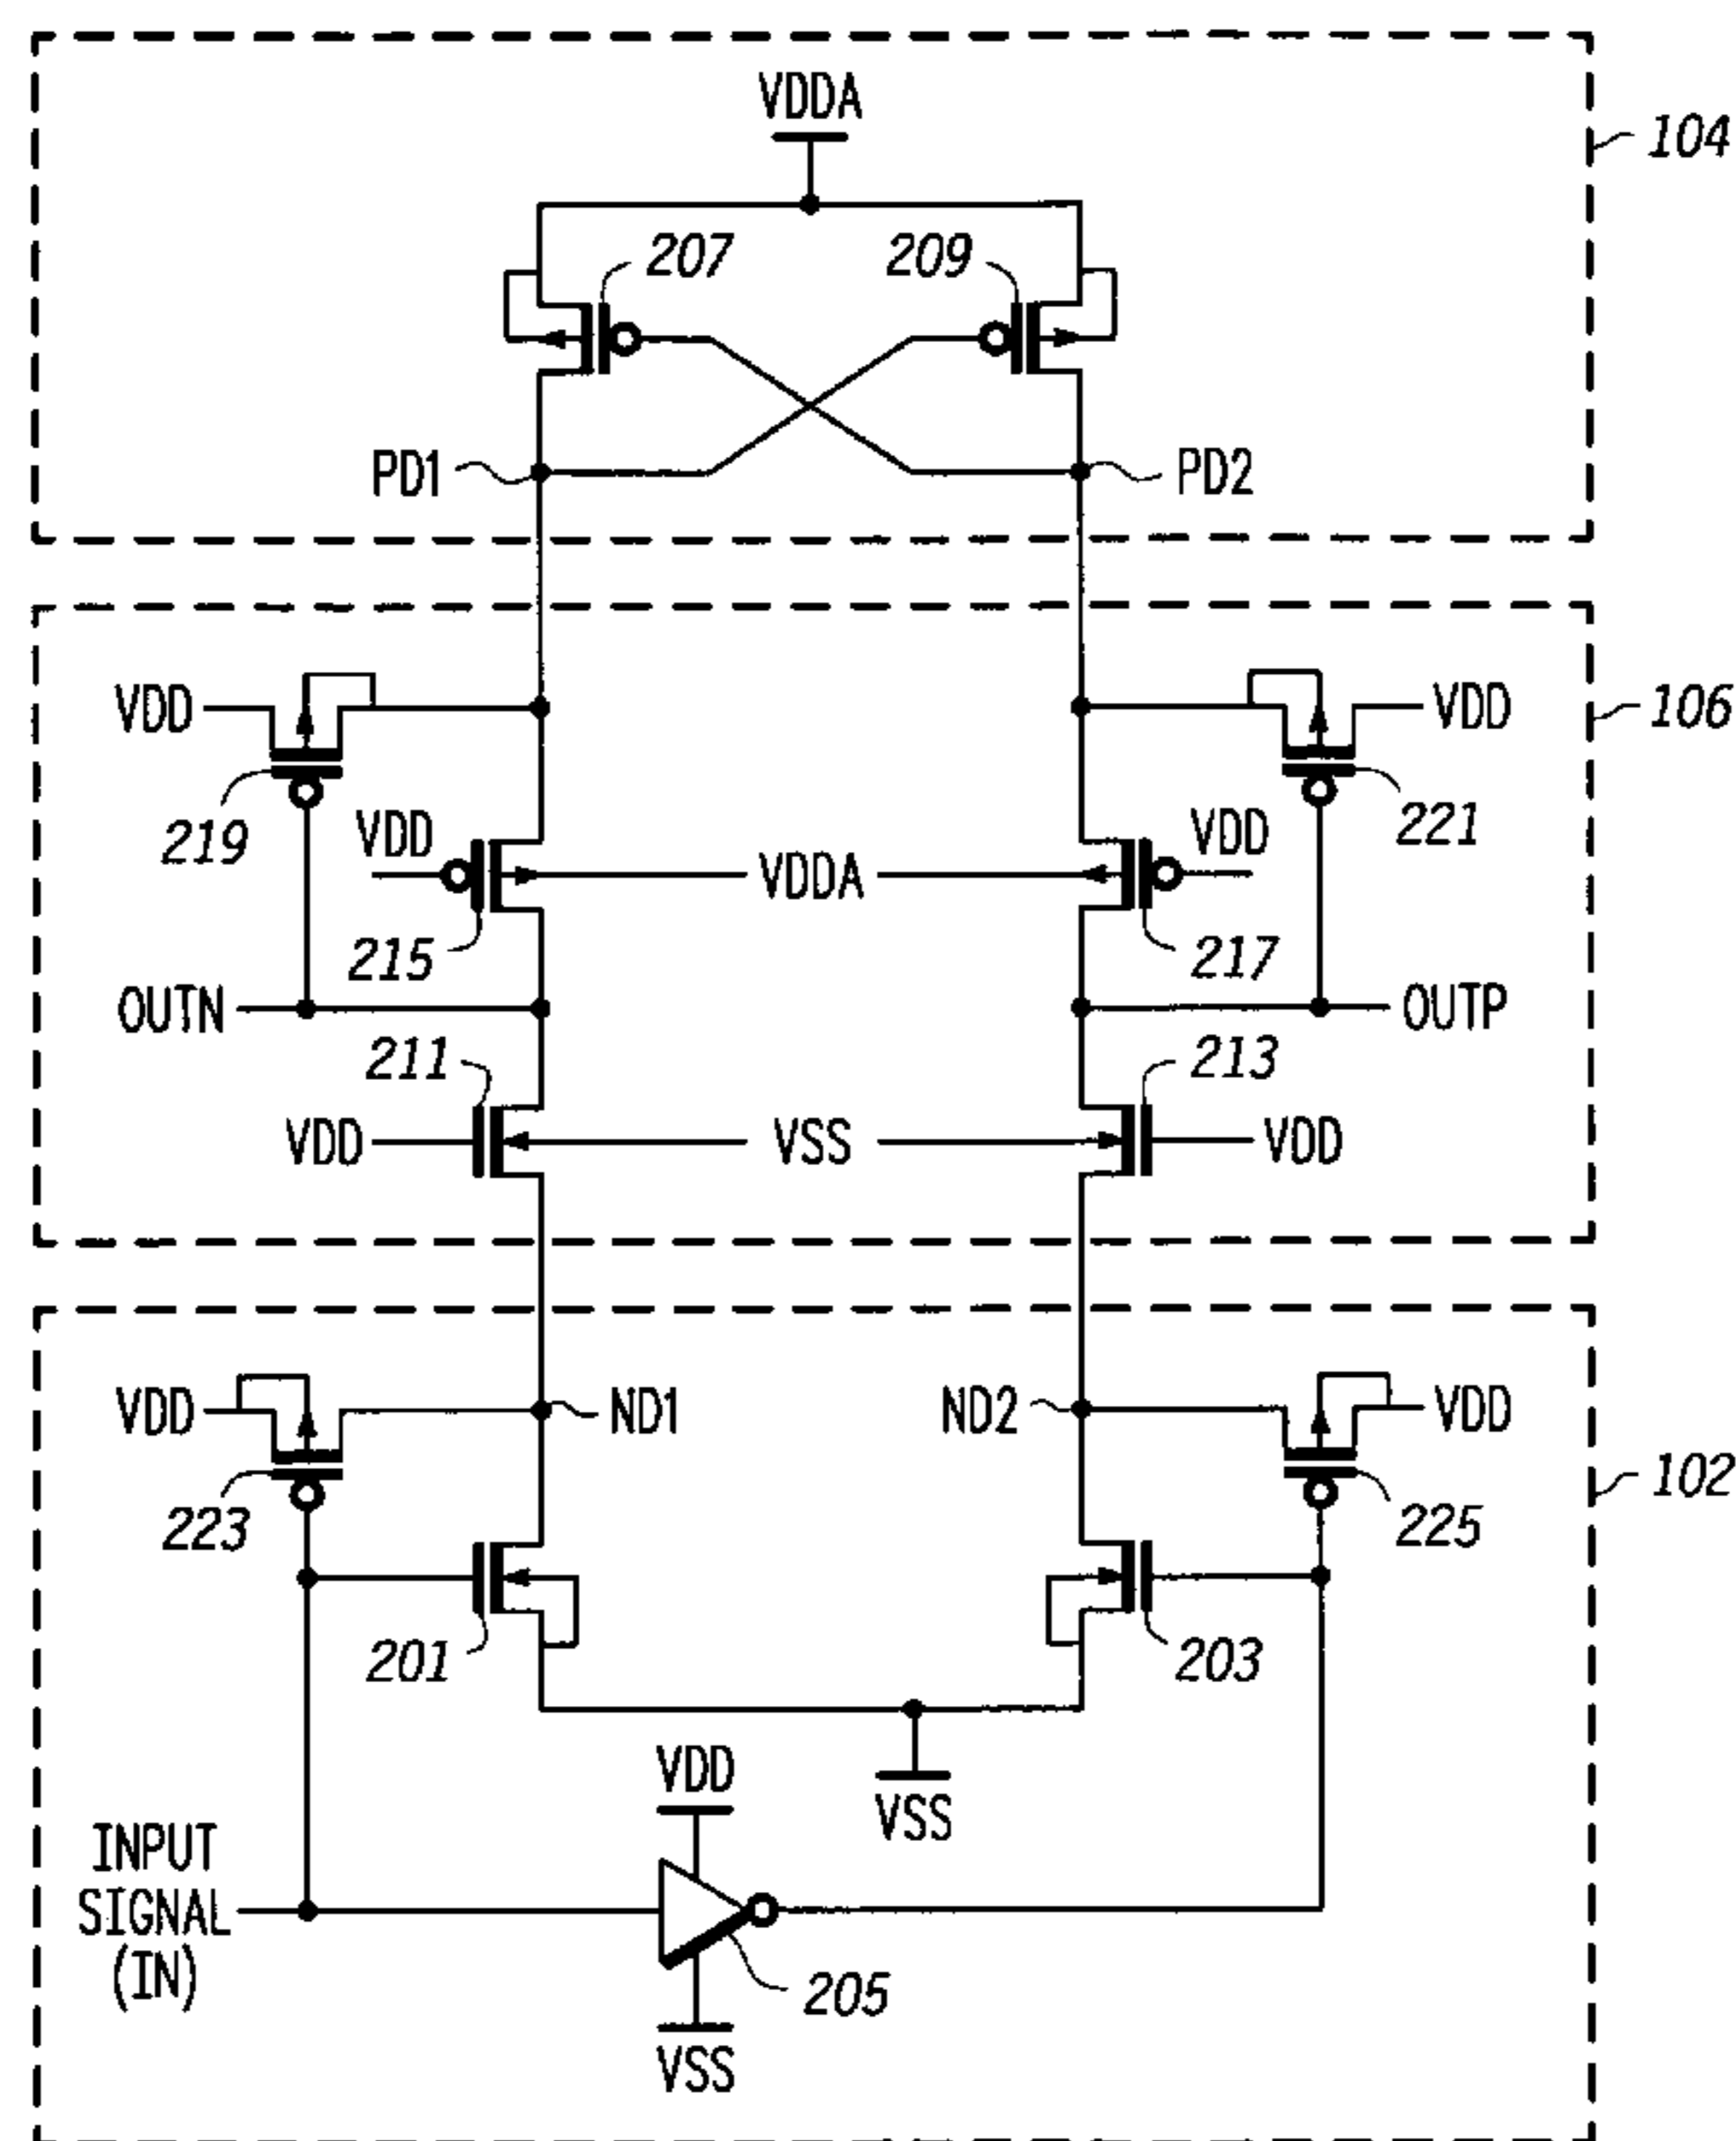 VDDA
104
207
209
PD1
PD2
VDD
VDD
106
219
VDD
VDDA
VDD
221
215
217
OUTN
OUTP
211
213
VDD
VSS
VDD
VDD
ND1
ND2
VDD
102
223
225
201
203
VDD
VSS
INPUT
SIGNAL
(IN)
205
VSS